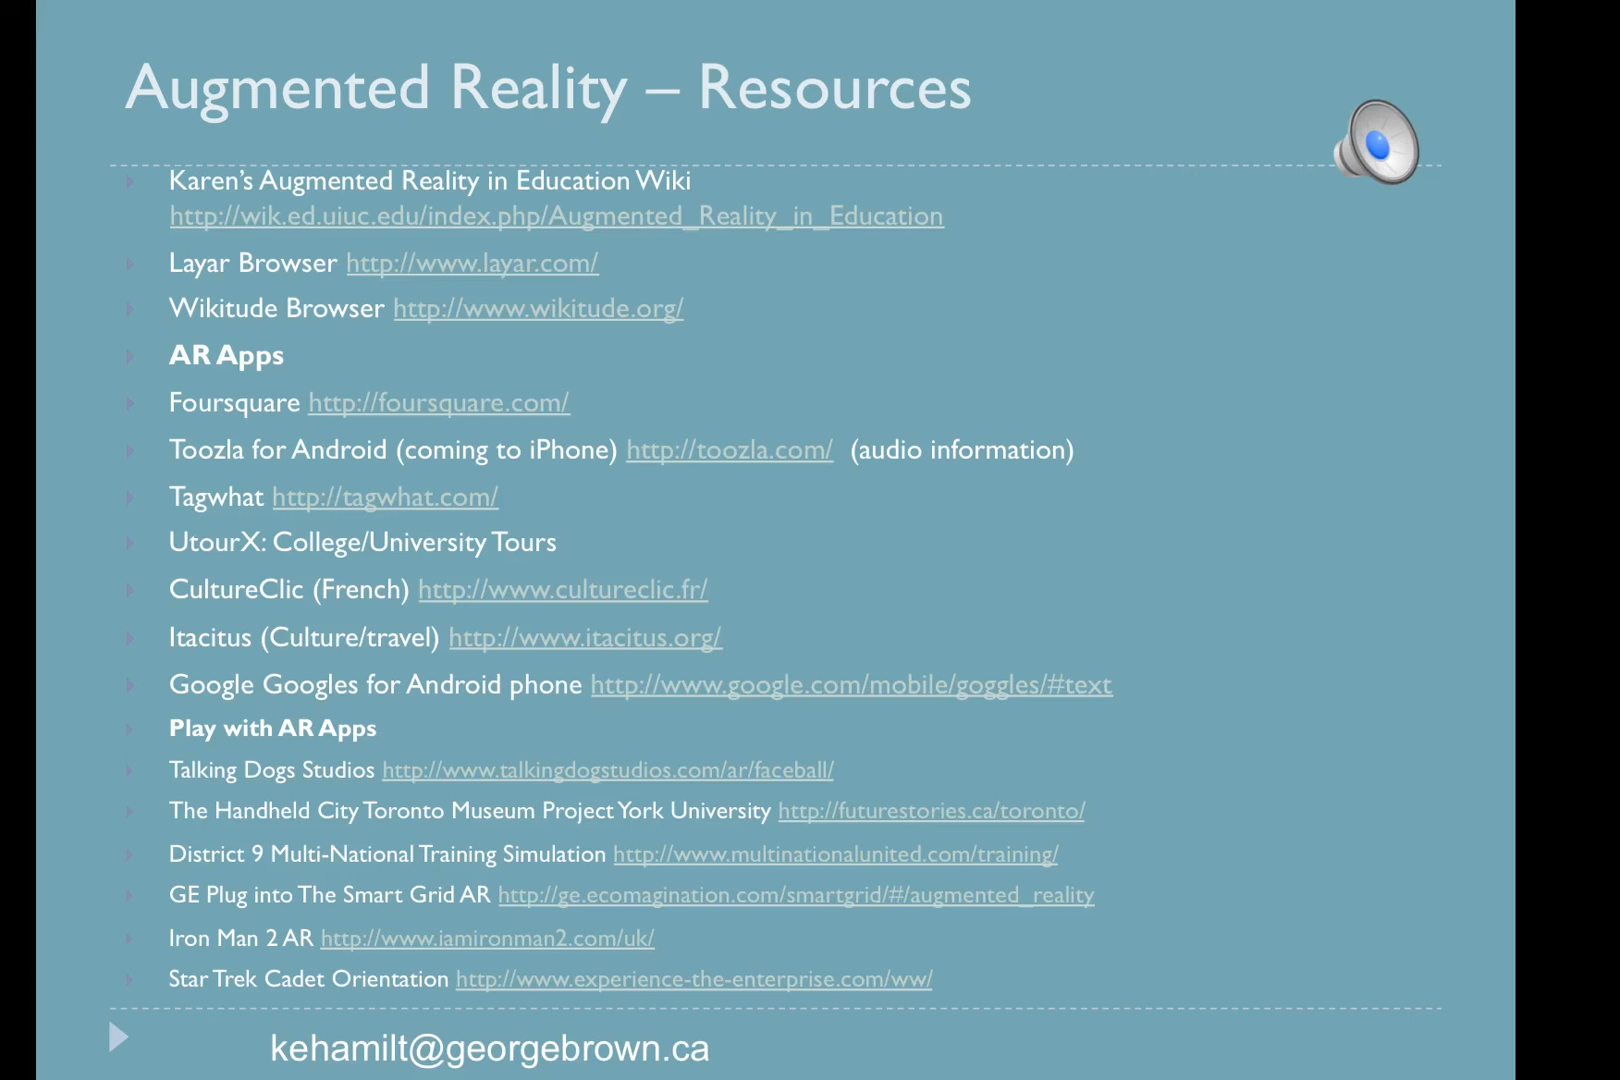 Augmented Reality – Resources
Karen’s Augmented Reality in Education Wiki
http://wik.ed.uiuc.edu/index.php/Augmented_Reality_in_Education
Layar Browser http://www.layar.com/
Wikitude Browser http://www.wikitude.org/
AR Apps
Foursquare http://foursquare.com/
Toozla for Android (coming to iPhone) http://toozla.com/ (audio information)
Tagwhat http://tagwhat.com/
UtourX: College/University Tours
CultureClic (French) http://www.cultureclic.fr/
Itacitus (Culture/travel) http://www.itacitus.org/
Google Googles for Android phone http://www.google.com/mobile/goggles/#text
Play with AR Apps
Talking Dogs Studios http://www.talkingdogstudios.com/ar/faceball/
The Handheld City Toronto Museum Project York University http://futurestories.ca/toronto/
District 9 Multi-National Training Simulation http://www.multinationalunited.com/training/
GE Plug into The Smart Grid AR http://ge.ecomagination.com/smartgrid/#/augmented_reality
Iron Man 2 AR http://www.iamironman2.com/uk/
Star Trek Cadet Orientation http://www.experience-the-enterprise.com/ww/
kehamilt@georgebrown.ca